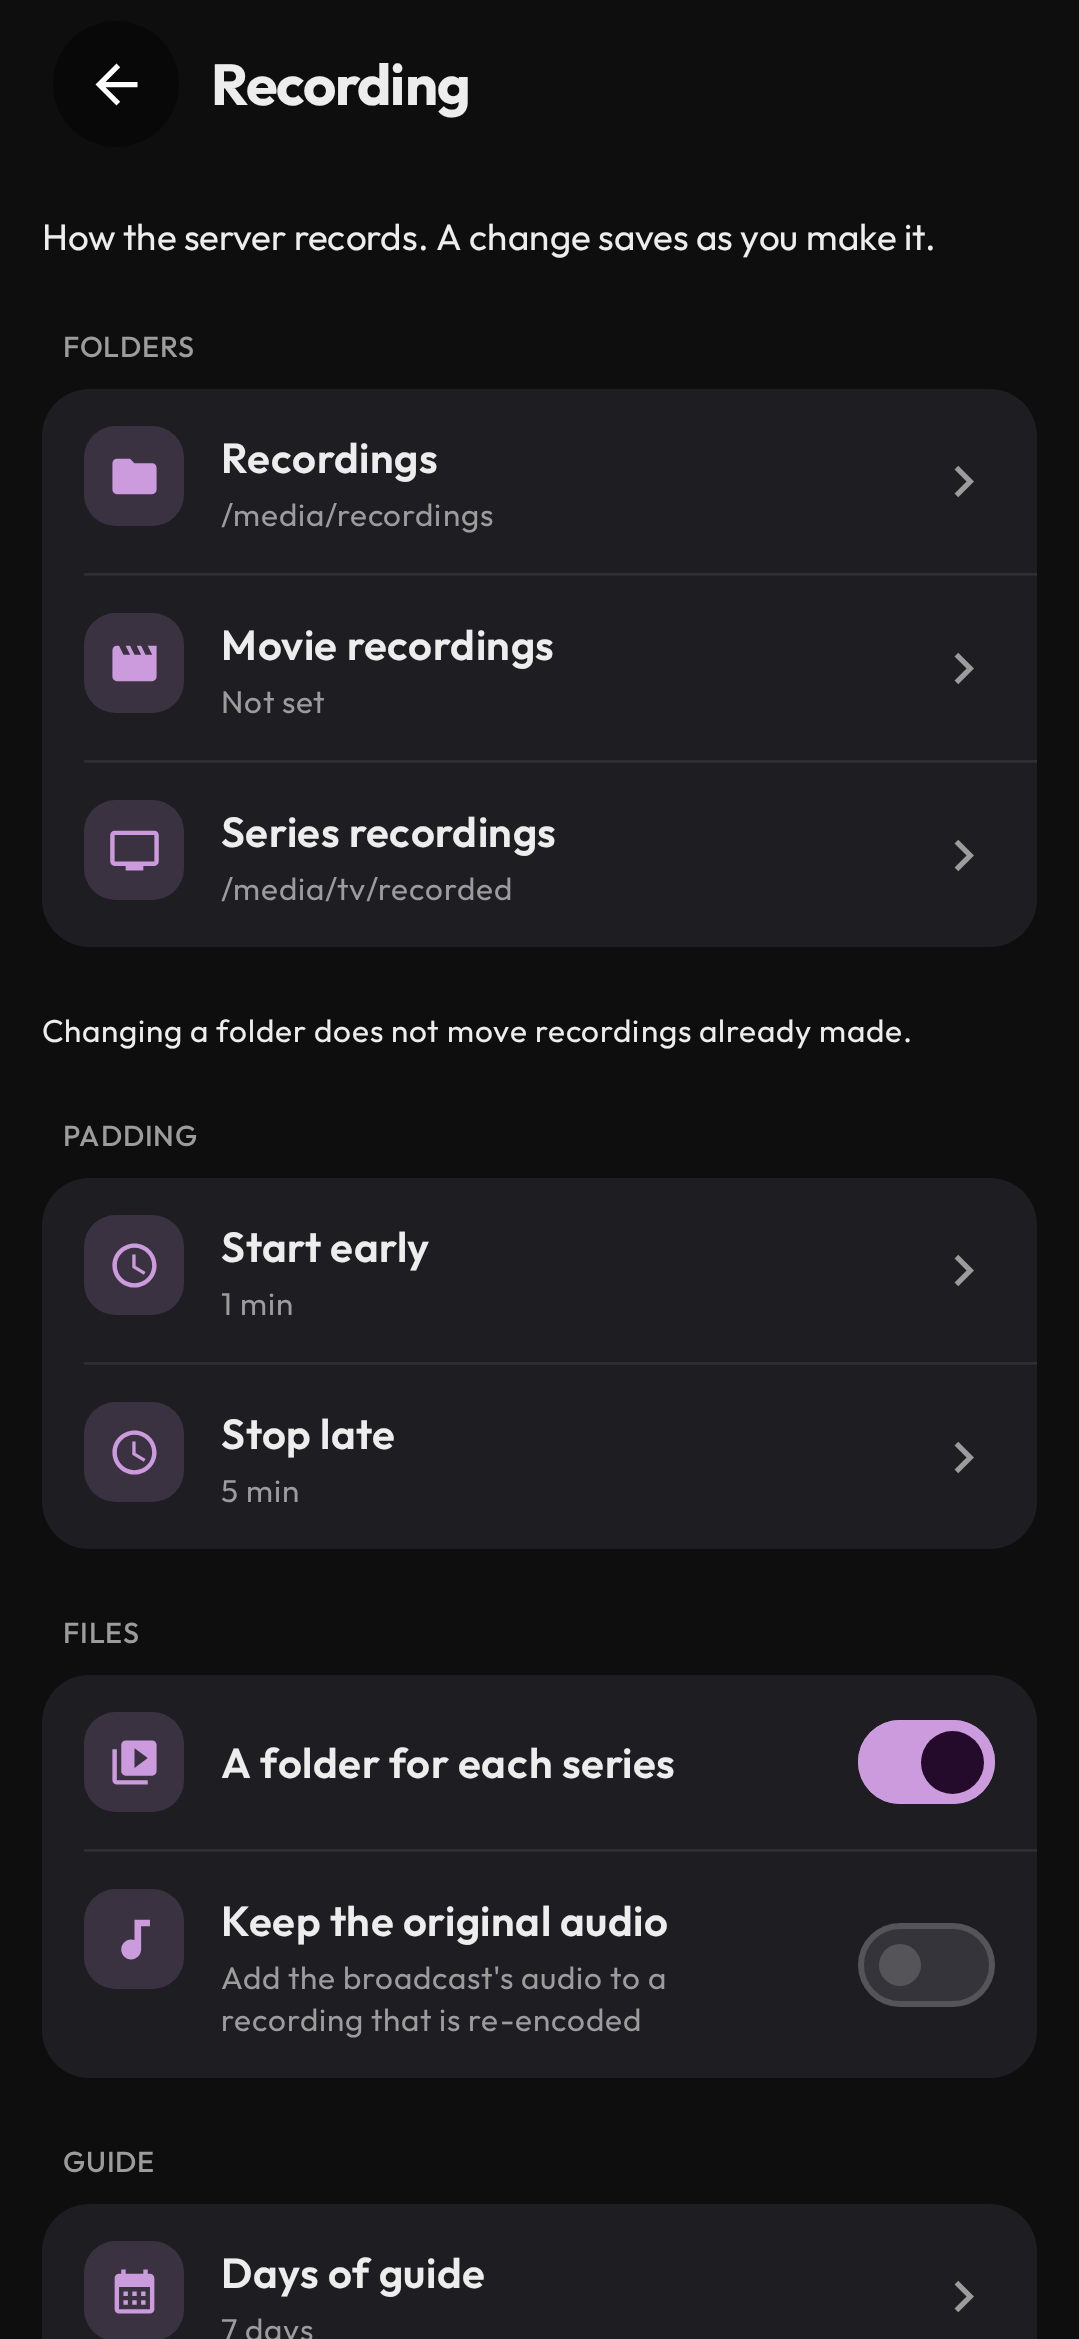 Recording
How the server records. A change saves as you make it.
FOLDERS
Recordings
/media/recordings
Movie recordings
Not set
Series recordings
/media/tv/recorded
Changing a folder does not move recordings already made.
PADDING
Start early
1 min
Stop late
5 min
FILES
A folder for each series
Keep the original audio
Add the broadcast's audio to a
recording that is re-encoded
GUIDE
Days of guide
7 days